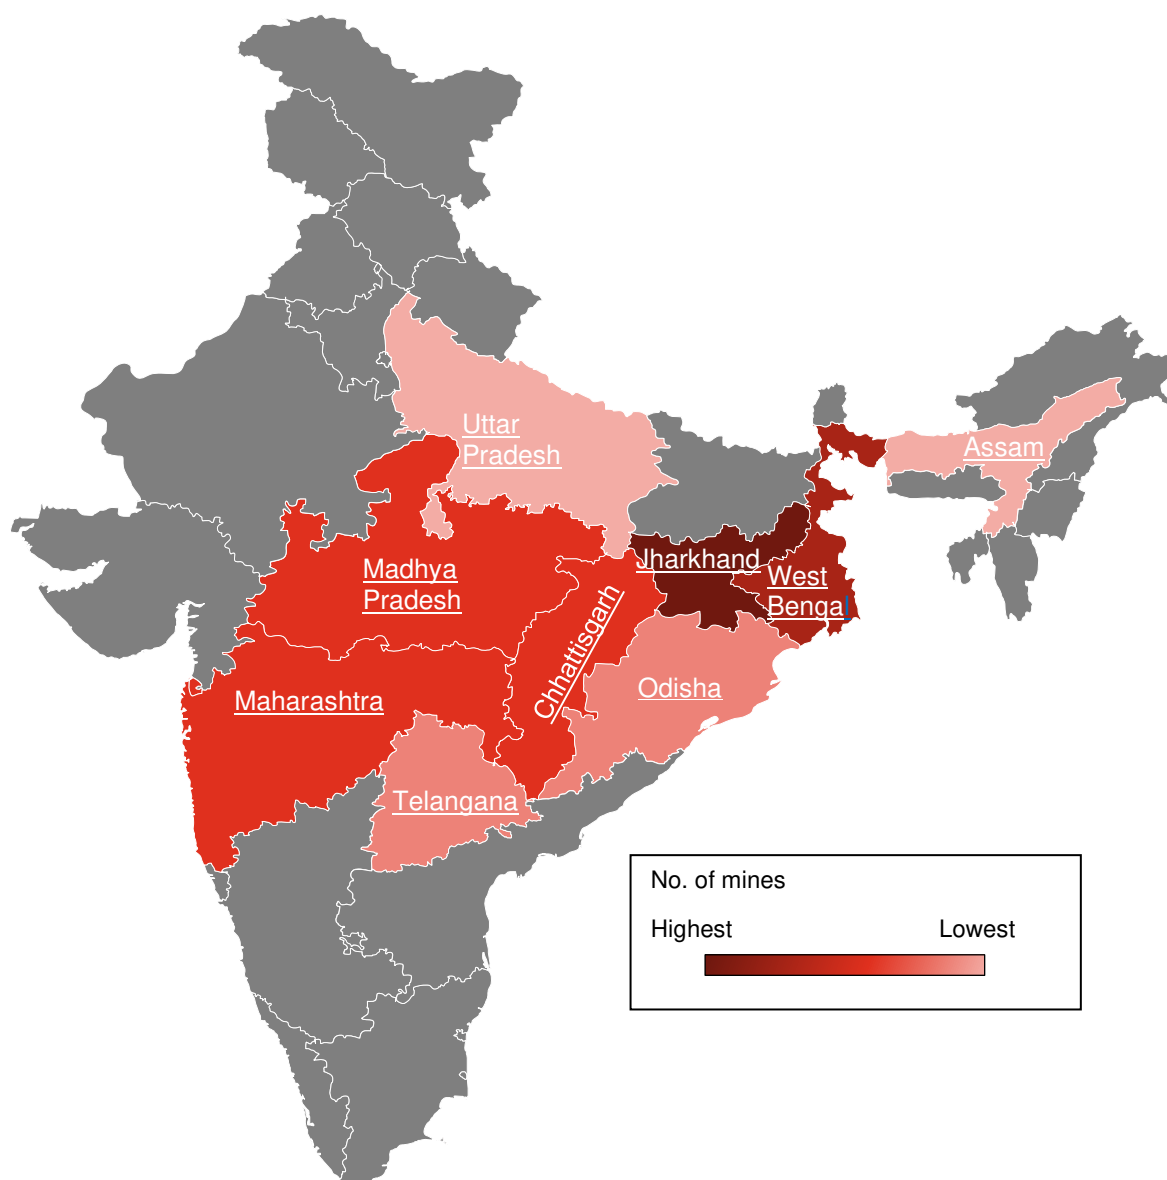 Uttar
Pradesh
Assam
Jharkhand
Madhya
Pradesh
West
Bengal
Chhattisgarh
Odisha
Maharashtra
Telangana
No. of mines
Highest
Lowest